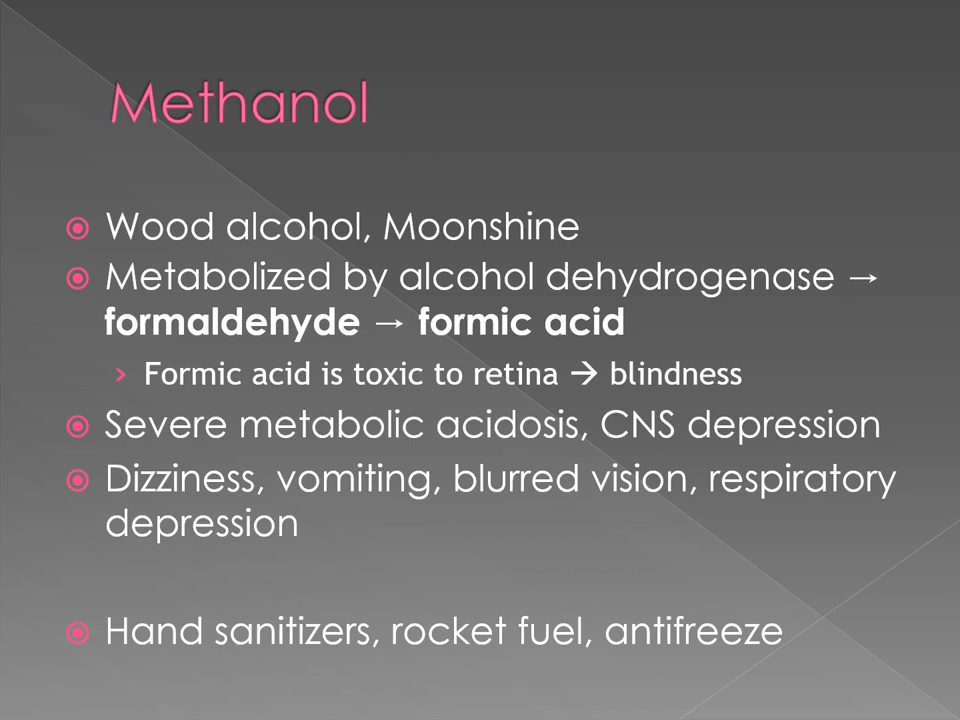 Methanol
Wood alcohol, Moonshine
Metabolized by alcohol dehydrogenase →
formaldehyde → formic acid
› Formic acid is toxic to retina → blindness
Severe metabolic acidosis, CNS depression
Dizziness, vomiting, blurred vision, respiratory
depression
Hand sanitizers, rocket fuel, antifreeze